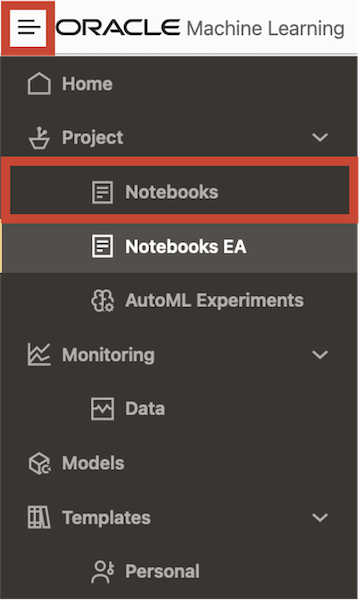 ORACLE Machine Learning
Home
Project
Notebooks
Notebooks EA
AutoML Experiments
Monitoring
Data
Models
Templates
Personal